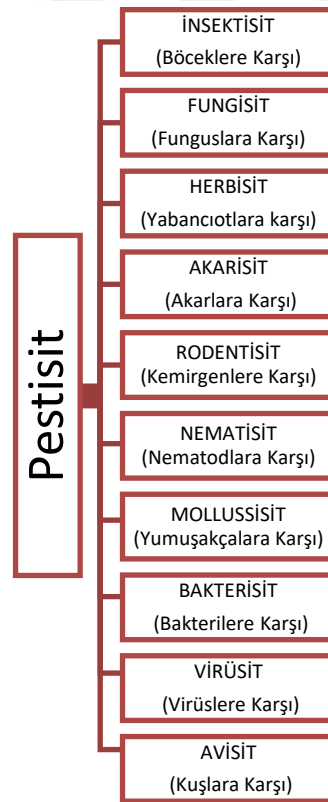 Pestisit
İNSEKTİSİT
(Böceklere Karşı)
FUNGİSİT
(Funguslara Karşı)
HERBİSİT
(Yabancıotlara karşı)
AKARİSİT
(Akarlara Karşı)
RODENTİSİT
(Kemirgenlere Karşı)
NEMATİSİT
(Nematodlara Karşı)
MOLLUSSİSİT
(Yumuşakçalara Karşı)
BAKTERİSİT
(Bakterilere Karşı)
VİRÜSİT
(Virüslere Karşı)
AVİSİT
(Kuşlara Karşı)